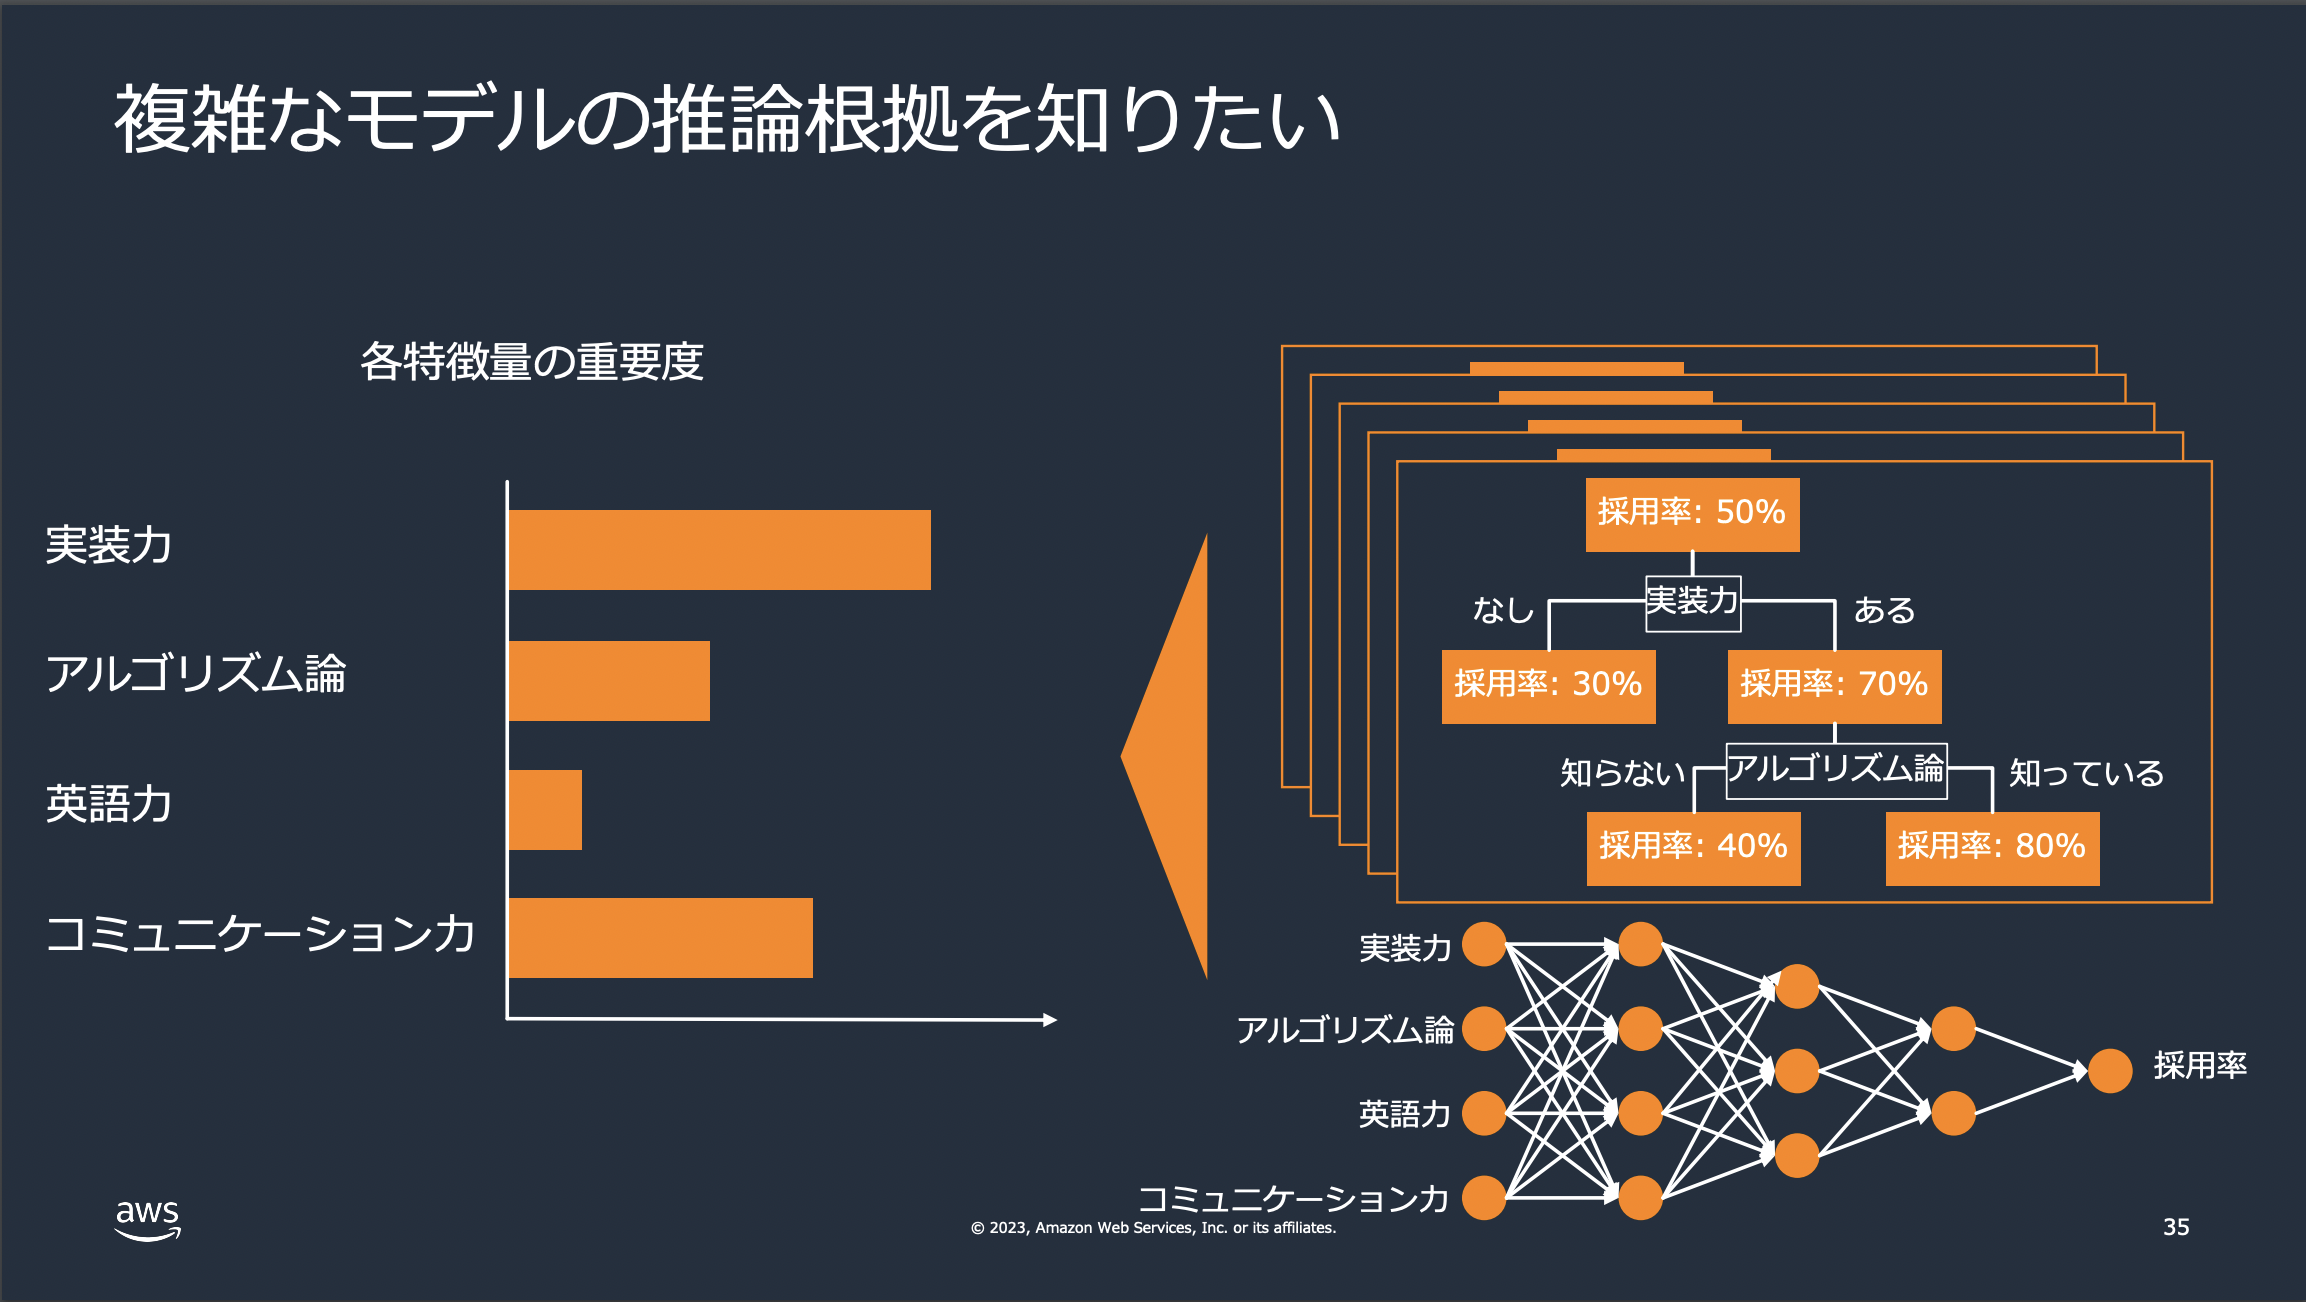 複雑なモデルの推論根拠を知りたい
各特徴量の重要度
実装力
アルゴリズム論
英語力
コミュニケーション力
採用率: 50%
実装力
なし
ある
採用率: 30%
採用率: 70%
アルゴリズム論
知らない
知っている
採用率: 40%
採用率: 80%
実装力
アルゴリズム論
英語力
コミュニケーション力
採用率
aws
© 2023, Amazon Web Services, Inc. or its affiliates.
35